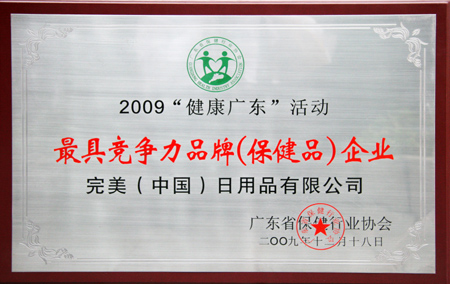 2009“健康广东”活动
最具竞争力品牌(保健品)企业
完美（中国）日用品有限公司
广东省保健行业协会
二〇〇九年十二月十八日